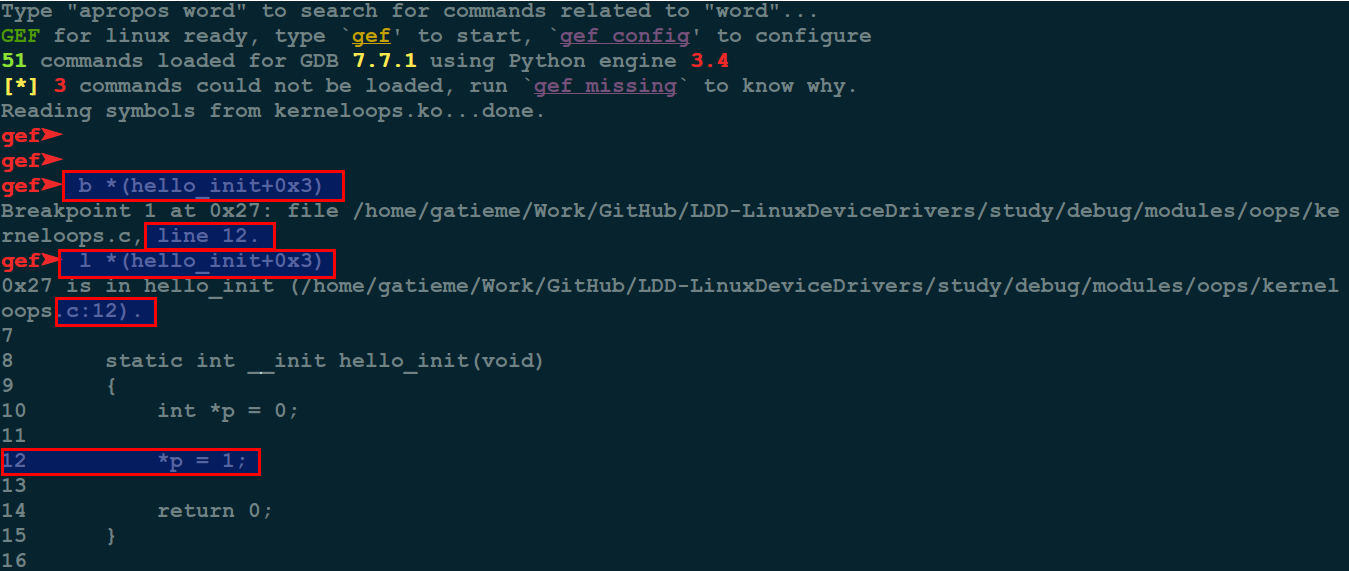 Type "apropos word" to search for commands related to "word"...
GEF for linux ready, type `gef' to start, `gef config' to configure
51 commands loaded for GDB 7.7.1 using Python engine 3.4
[*] 3 commands could not be loaded, run `gef missing` to know why.
Reading symbols from kerneloops.ko...done.
gef➤
gef➤
gef➤ b *(hello_init+0x3)
Breakpoint 1 at 0x27: file /home/gatieme/Work/GitHub/LDD-LinuxDeviceDrivers/study/debug/modules/oops/ke
rneloops.c, line 12.
gef➤ l *(hello_init+0x3)
0x27 is in hello_init (/home/gatieme/Work/GitHub/LDD-LinuxDeviceDrivers/study/debug/modules/oops/kernel
oops.c:12).
7
8       static int __init hello_init(void)
9       {
10          int *p = 0;
11
12          *p = 1;
13
14          return 0;
15      }
16